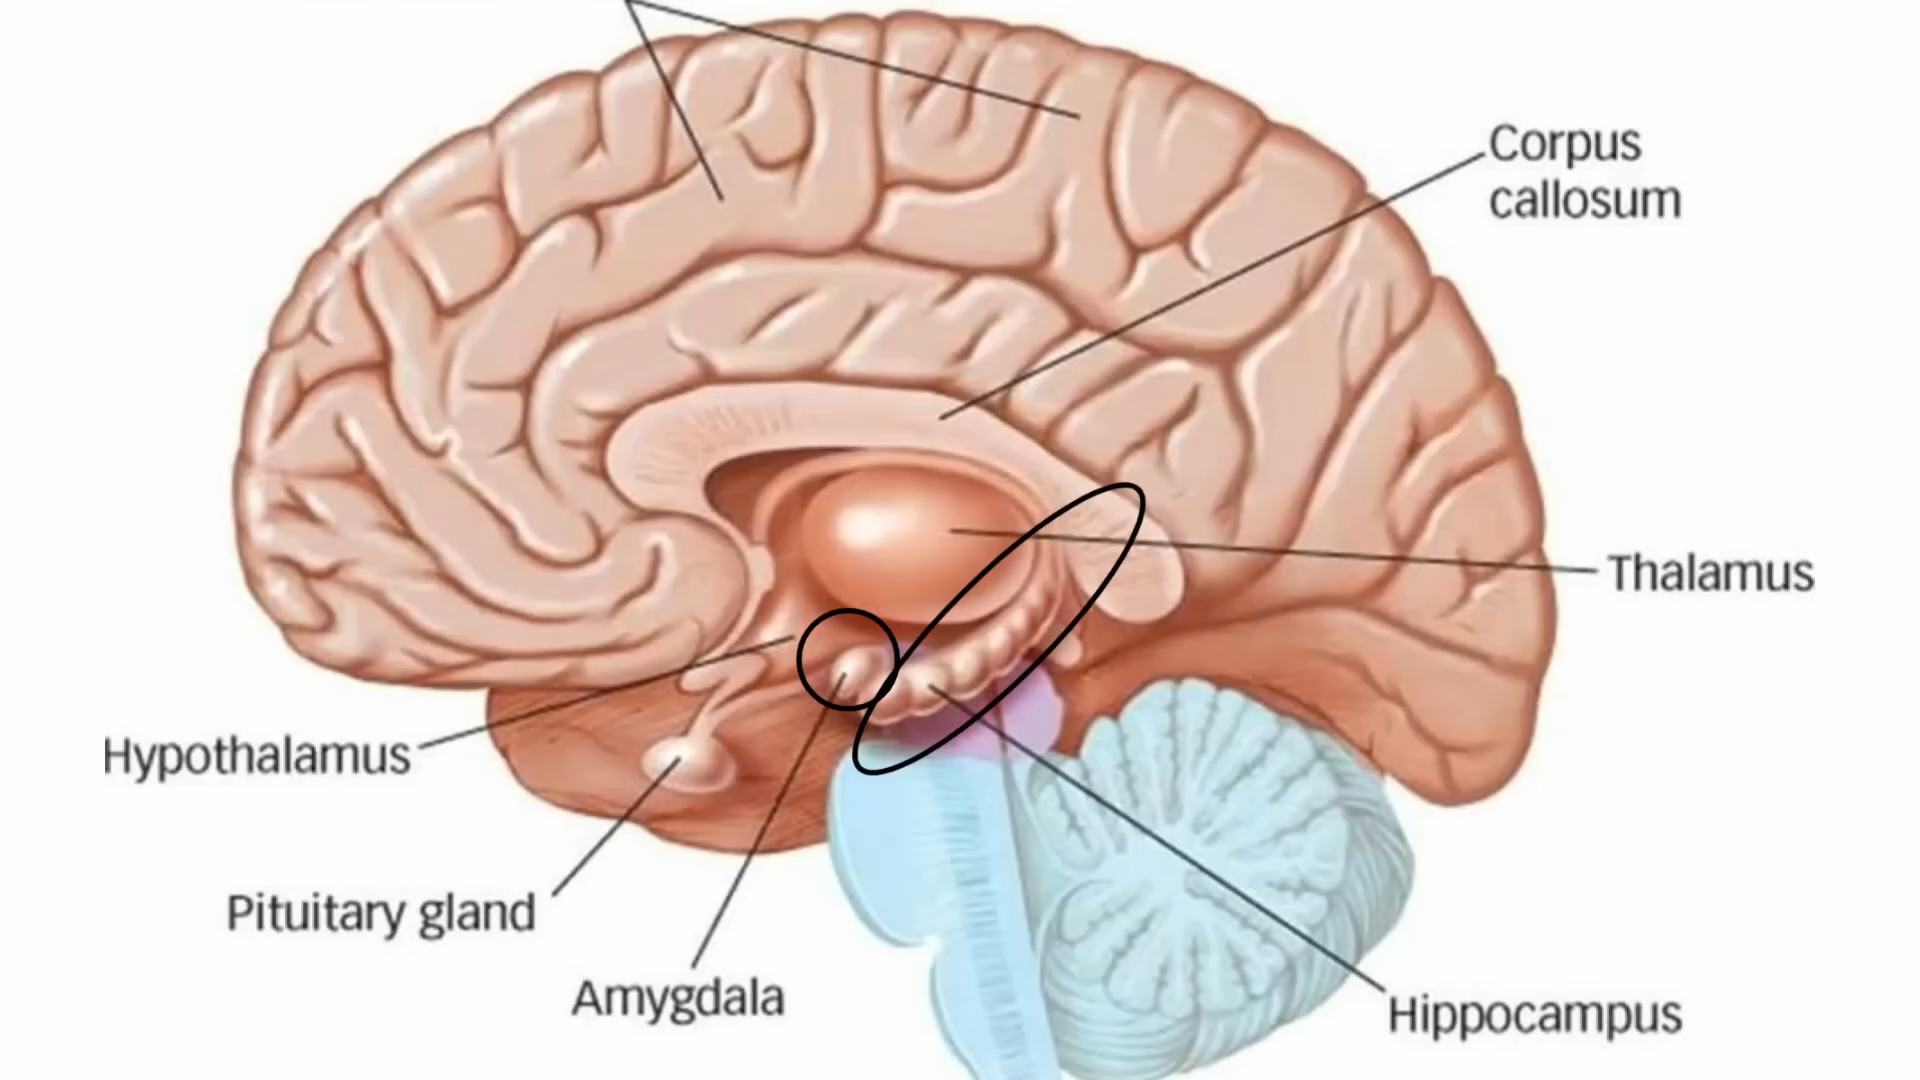 Corpus
callosum
Thalamus
Hypothalamus
Pituitary gland
Amygdala
Hippocampus